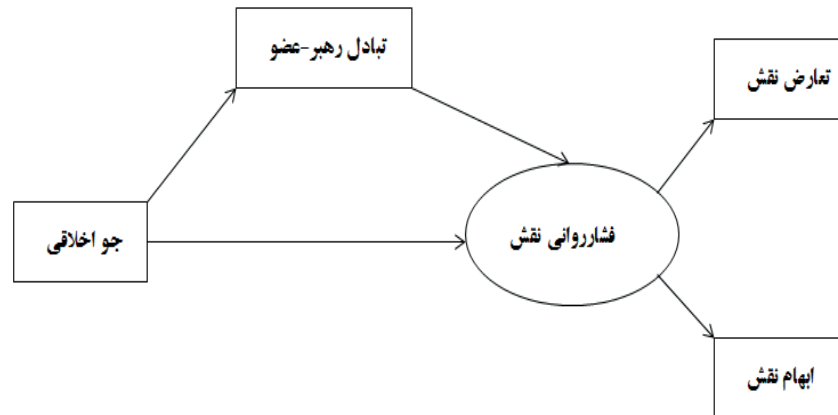 تبادل رهبر-عضو
تعارض نقش
جو اخلاقی
فشارروانی نقش
ابهام نقش